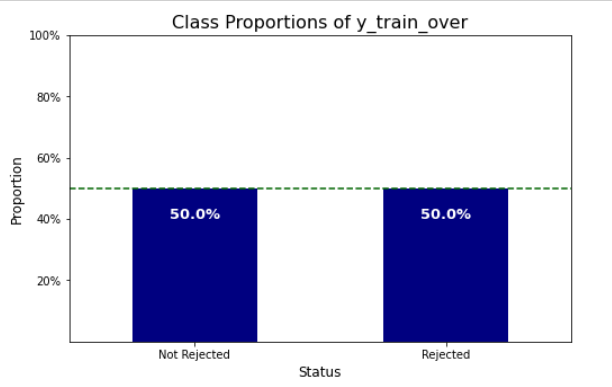 Class Proportions of y_train_over
100%
80%
60%
40%
20%
Proportion
50.0%
50.0%
Not Rejected
Rejected
Status